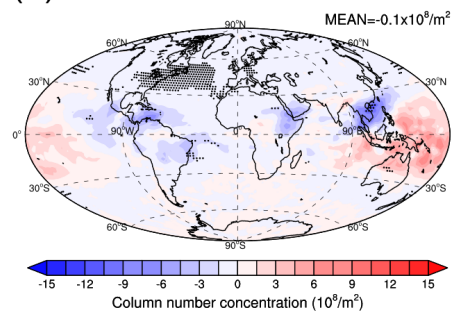 MEAN=-0.1x10⁸/m²
90°N
60°N 60°N
30°N 30°N
0° 90°W 0° 90°E 0°
30°S 30°S
60°S 60°S
90°S
-15 -12 -9 -6 -3 0 3 6 9 12 15
Column number concentration (10⁸/m²)